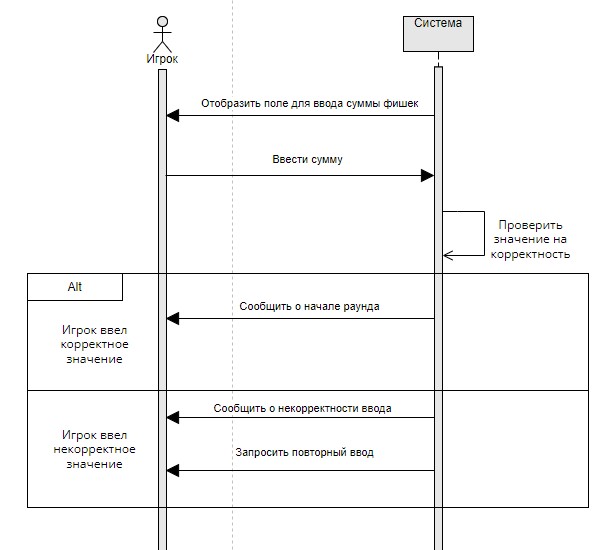 Игрок
Система
Отобразить поле для ввода суммы фишек
Ввести сумму
Проверить
значение на
корректность
Alt
Сообщить о начале раунда
Игрок ввел
корректное
значение
Сообщить о некорректности ввода
Игрок ввел
некорректное
значение
Запросить повторный ввод